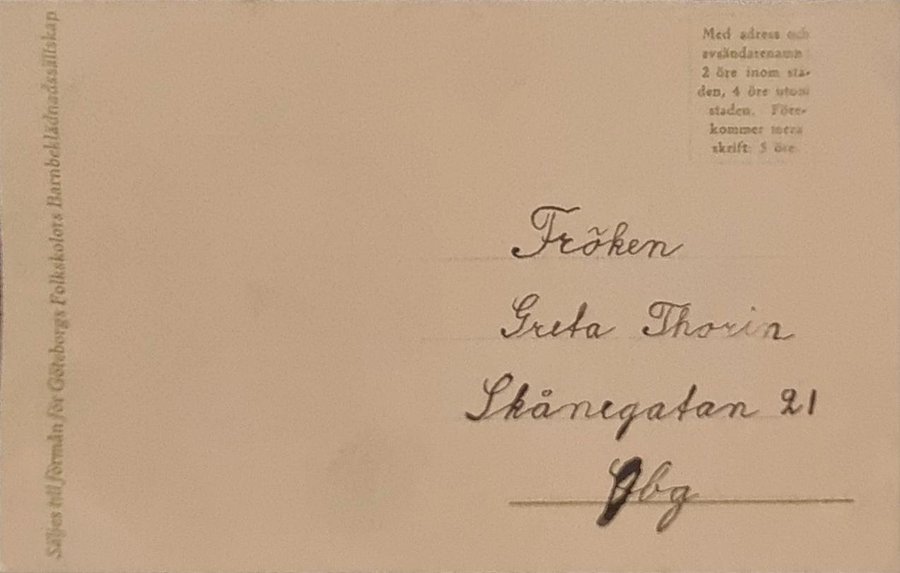 Säljes till förmån för Göteborgs Folkskolors Barnbeklädnadssällskap
Med adress och
avsändarenamn
2 öre inom sta-
den, 4 öre utom
staden. Före-
kommer mera
skrift: 5 öre
Fröken
Greta Thorin
Skånegatan 21
Gbg